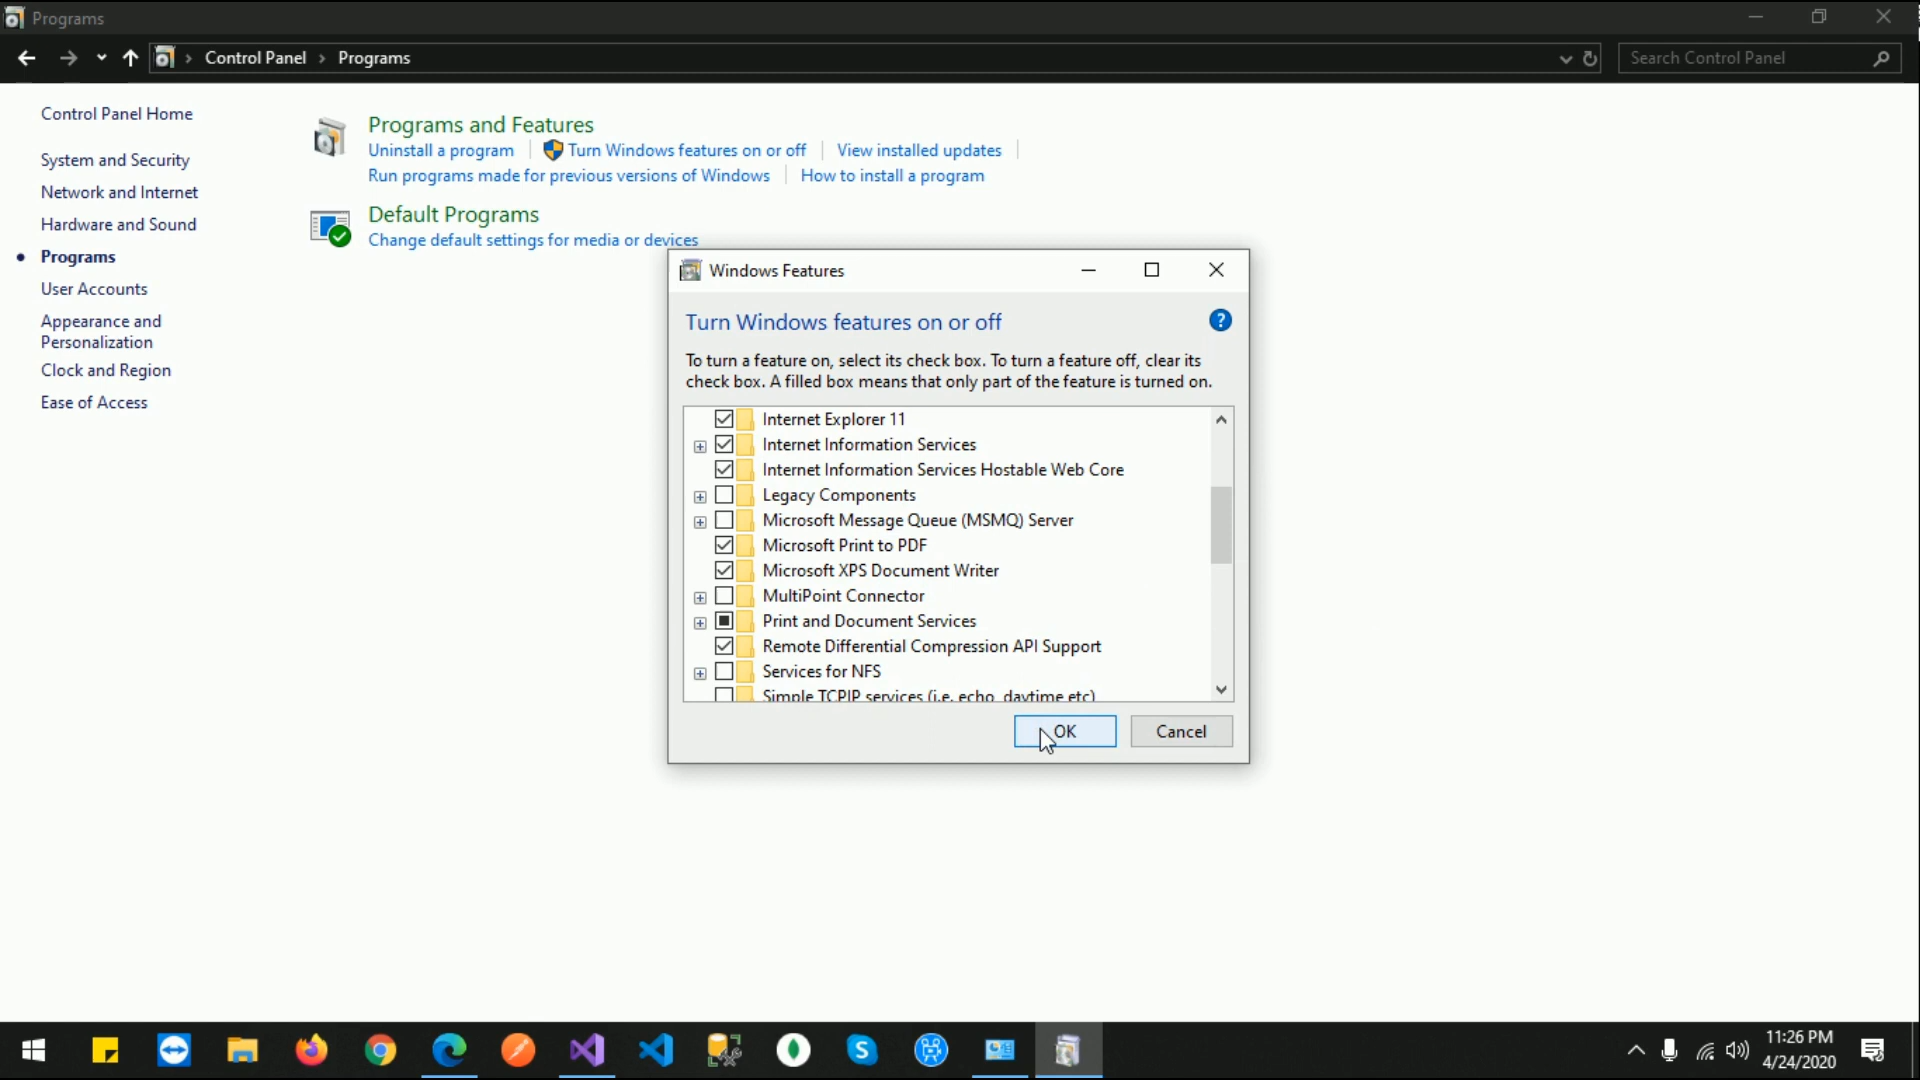 Programs
Control Panel > Programs
Search Control Panel
Control Panel Home
System and Security
Network and Internet
Hardware and Sound
Programs
User Accounts
Appearance and
Personalization
Clock and Region
Ease of Access
Programs and Features
Uninstall a program
Turn Windows features on or off
View installed updates
Run programs made for previous versions of Windows
How to install a program
Default Programs
Change default settings for media or devices
Windows Features
Turn Windows features on or off
?
To turn a feature on, select its check box. To turn a feature off, clear its
check box. A filled box means that only part of the feature is turned on.
Internet Explorer 11
Internet Information Services
Internet Information Services Hostable Web Core
Legacy Components
Microsoft Message Queue (MSMQ) Server
Microsoft Print to PDF
Microsoft XPS Document Writer
MultiPoint Connector
Print and Document Services
Remote Differential Compression API Support
Services for NFS
Simple TCPIP services (i.e. echo, daytime etc)
OK
Cancel
11:26 PM
4/24/2020